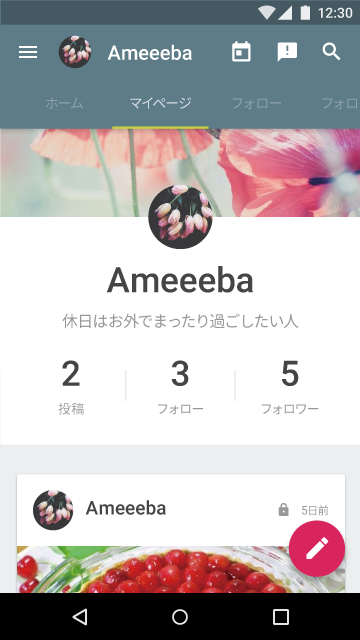 12:30
Ameeeba
ホーム マイページ フォロー フォロ
Ameeeba
休日はお外でまったり過ごしたい人
2 3 5
投稿 フォロー フォロワー
Ameeeba 5日前